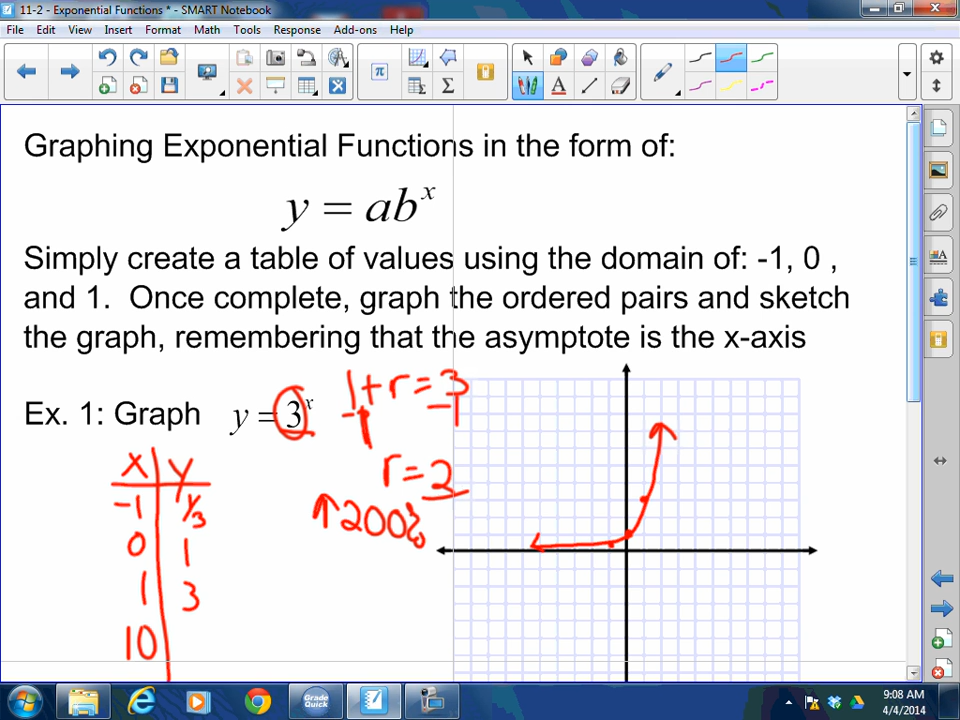 11-2 - Exponential Functions * - SMART Notebook
File Edit View Insert Format Math Tools Response Add-ons Help
Graphing Exponential Functions in the form of:
y = ab^x
Simply create a table of values using the domain of: -1, 0 ,
and 1. Once complete, graph the ordered pairs and sketch
the graph, remembering that the asymptote is the x-axis
Ex. 1: Graph y = 3^x
1+r=3
-1 -1
r=2
↑200%
X Y
-1 1/3
0 1
1 3
10
Grade
Quick
9:08 AM
4/4/2014